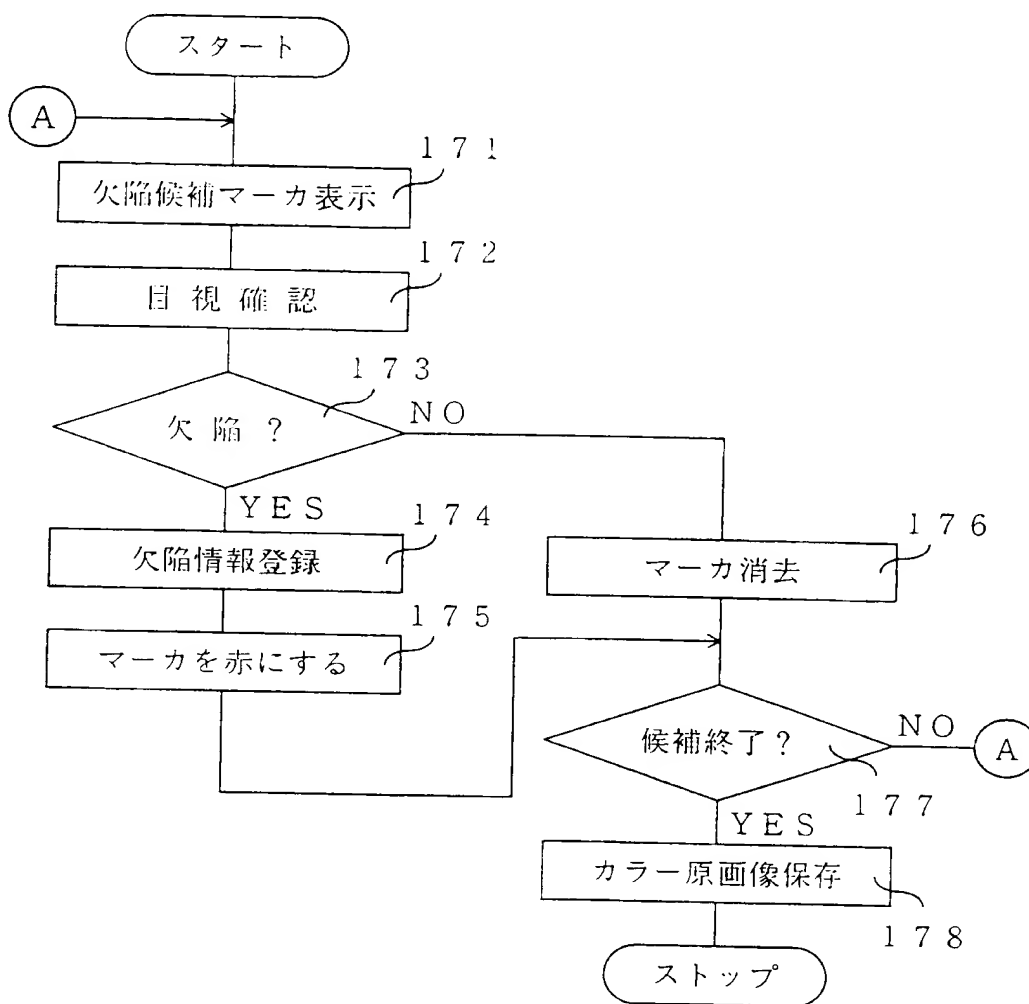 スタート
A
171
欠陥候補マーカ表示
172
目視確認
173
欠陥？
NO
YES
174
欠陥情報登録
175
マーカを赤にする
176
マーカ消去
候補終了？
NO
A
177
YES
カラー原画像保存
178
ストップ